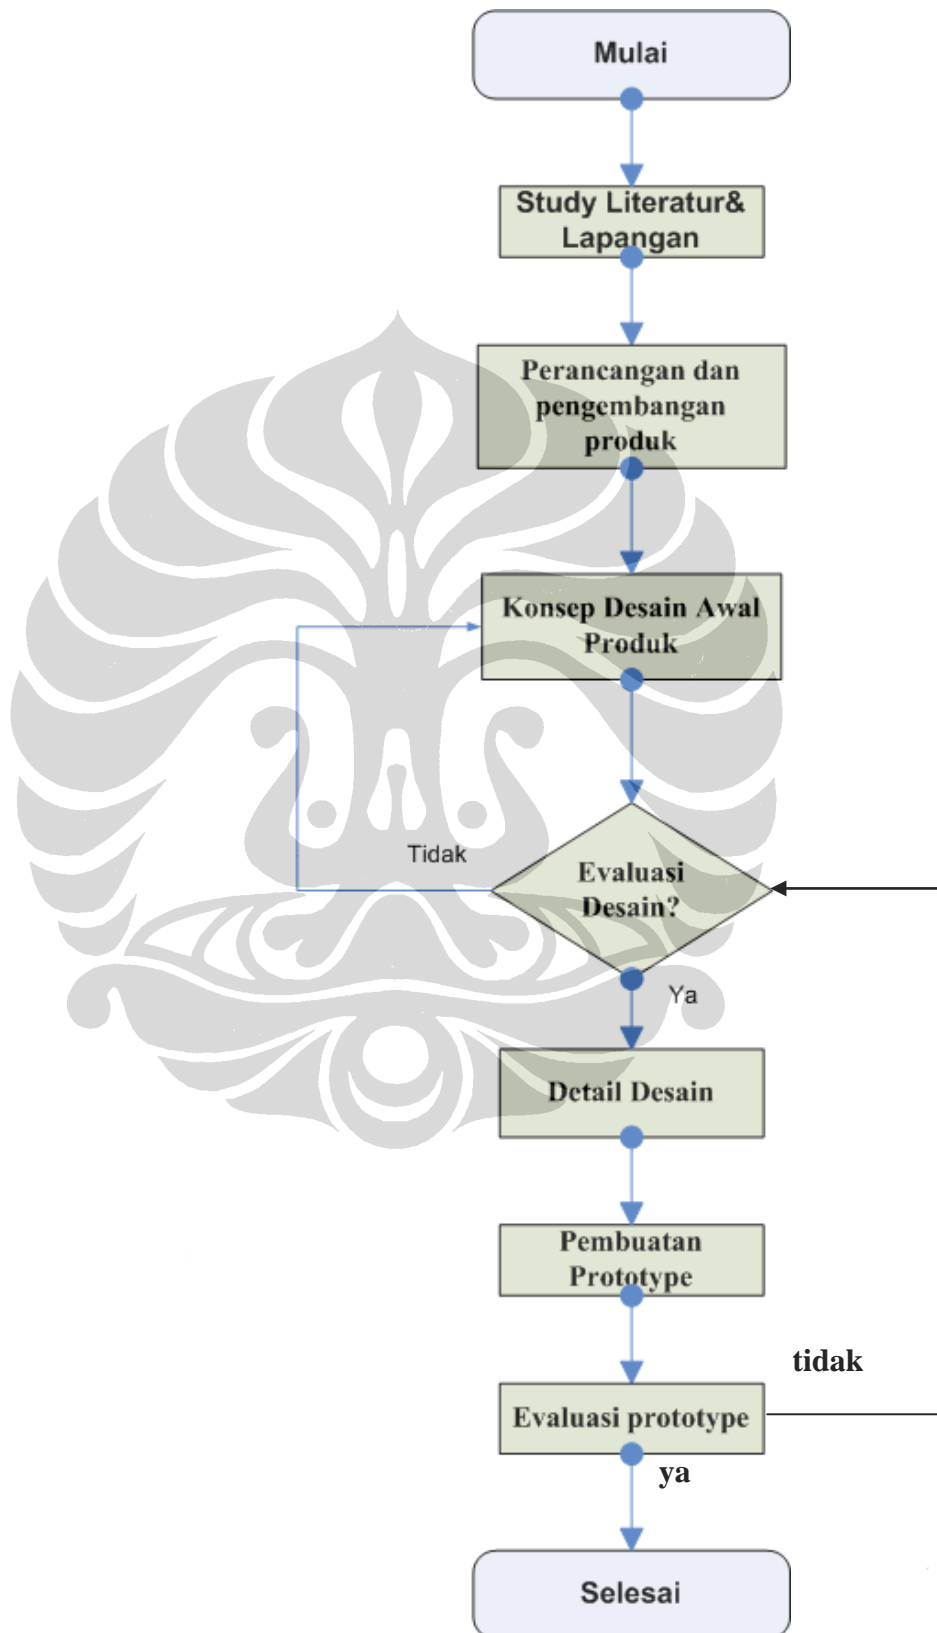 Mulai
Study Literatur&
Lapangan
Perancangan dan
pengembangan
produk
Konsep Desain Awal
Produk
Tidak
Evaluasi
Desain?
Ya
Detail Desain
Pembuatan
Prototype
tidak
Evaluasi prototype
ya
Selesai